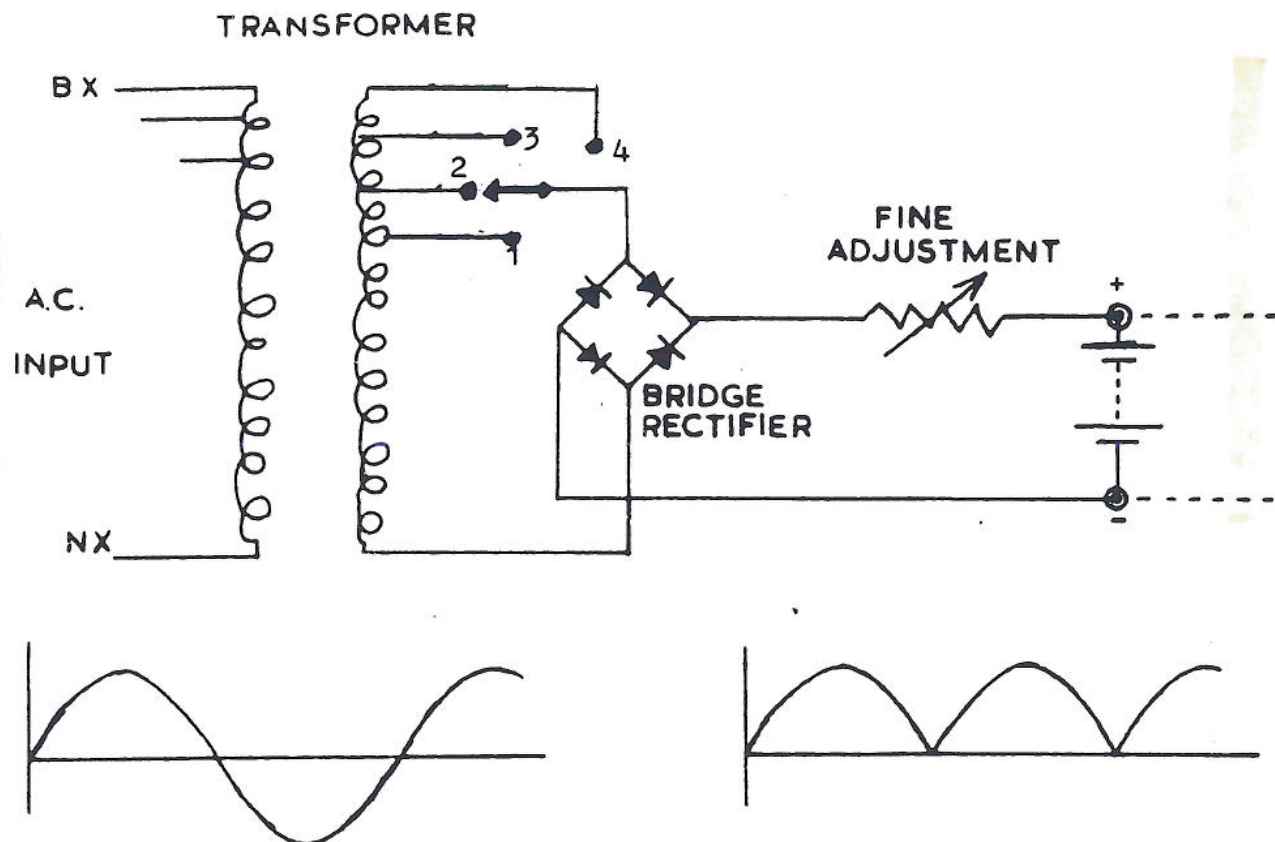 TRANSFORMER
BX
3
4
2
1
FINE
ADJUSTMENT
A.C.
INPUT
+
BRIDGE
RECTIFIER
NX
-